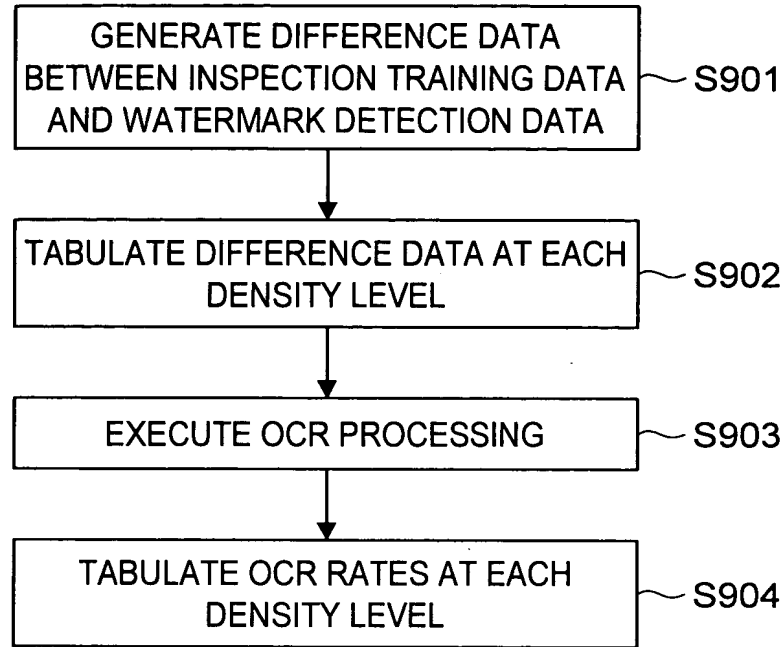 GENERATE DIFFERENCE DATA
BETWEEN INSPECTION TRAINING DATA
AND WATERMARK DETECTION DATA
S901
TABULATE DIFFERENCE DATA AT EACH
DENSITY LEVEL
S902
EXECUTE OCR PROCESSING
S903
TABULATE OCR RATES AT EACH
DENSITY LEVEL
S904